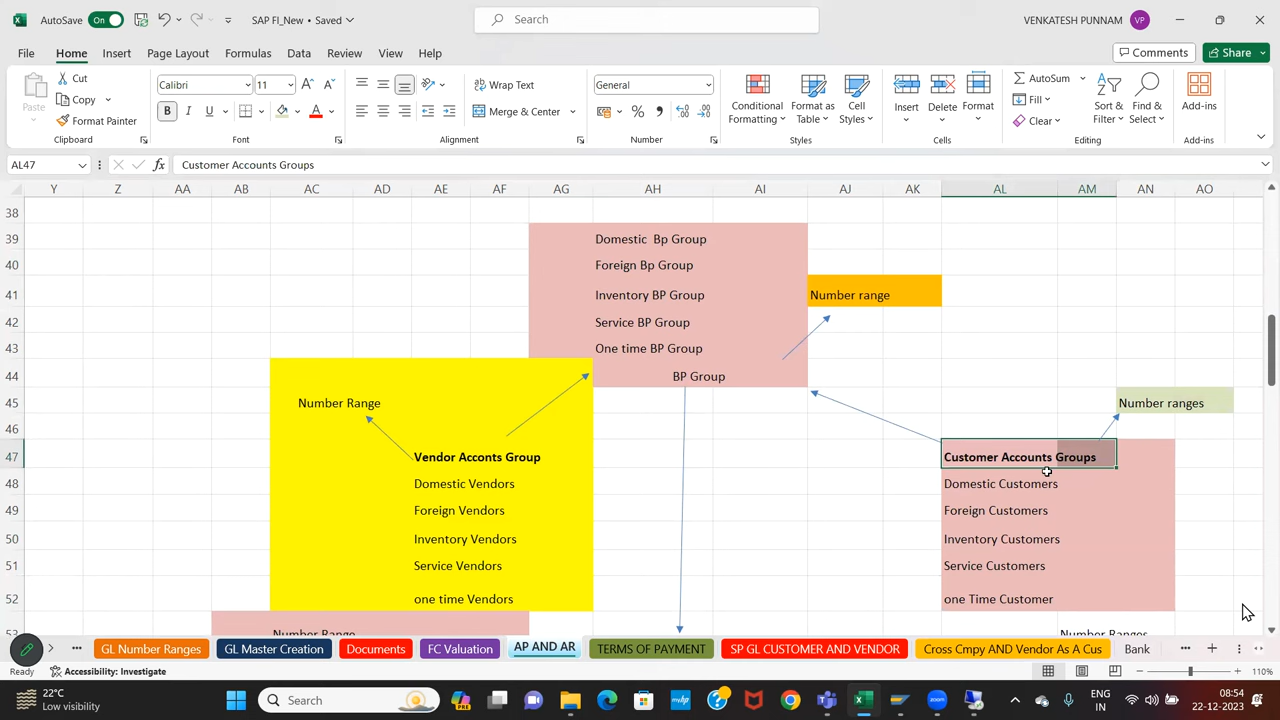 AutoSave On SAP FI_New • Saved Search VENKATESH PUNNAM VP
File Home Insert Page Layout Formulas Data Review View Help Comments Share
Paste Cut Copy Format Painter Clipboard
Calibri 11 B I U A Font
Wrap Text Merge & Center Alignment
General % Number
Conditional Formatting Format as Table Cell Styles Styles
Insert Delete Format Cells
AutoSum Fill Clear Sort & Filter Find & Select Editing
Add-ins Add-ins
AL47 fx Customer Accounts Groups
Y Z AA AB AC AD AE AF AG AH AI AJ AK AL AM AN AO
38
39 Domestic Bp Group
40 Foreign Bp Group
41 Inventory BP Group Number range
42 Service BP Group
43 One time BP Group
44 BP Group
45 Number Range Number ranges
46
47 Vendor Acconts Group Customer Accounts Groups
48 Domestic Vendors Domestic Customers
49 Foreign Vendors Foreign Customers
50 Inventory Vendors Inventory Customers
51 Service Vendors Service Customers
52 one time Vendors one Time Customer
53 Number Range Number Ranges
GL Number Ranges GL Master Creation Documents FC Valuation AP AND AR TERMS OF PAYMENT SP GL CUSTOMER AND VENDOR Cross Cmpy AND Vendor As A Cus Bank
Ready Accessibility: Investigate 110%
22°C
Low visibility
Search
ENG
IN
08:54
22-12-2023